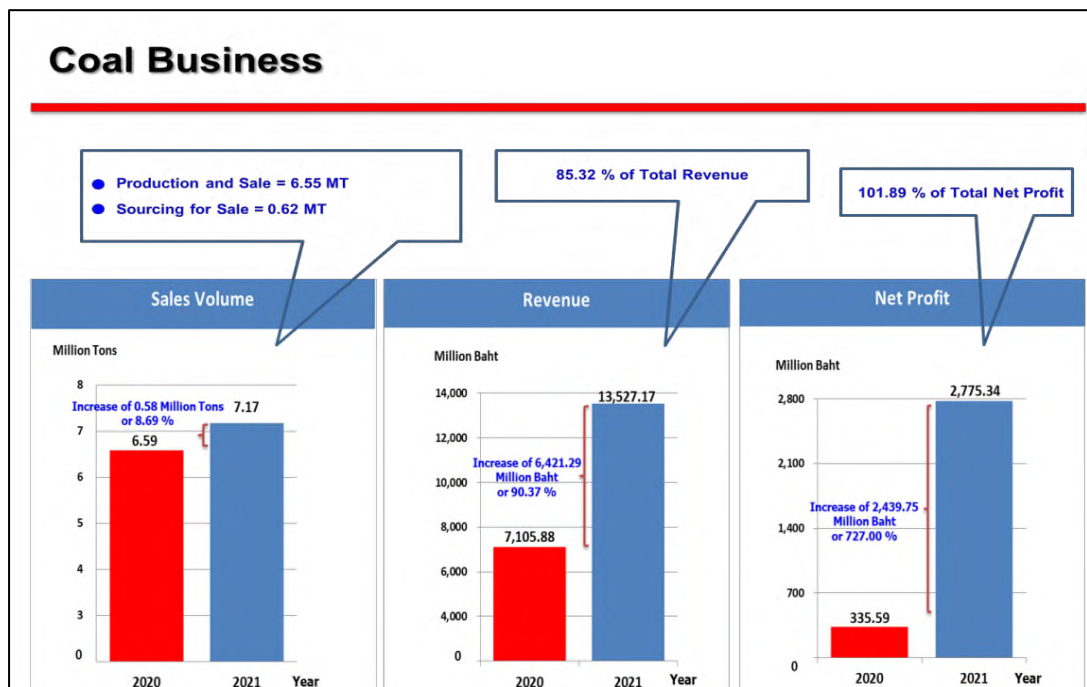 Coal Business
Production and Sale = 6.55 MT
Sourcing for Sale = 0.62 MT
85.32 % of Total Revenue
101.89 % of Total Net Profit
Sales Volume
Million Tons
8
7
6
5
4
3
0
Increase of 0.58 Million Tons
or 8.69 %
6.59
7.17
2020
2021
Year
Revenue
Million Baht
14,000
12,000
10,000
8,000
6,000
4,000
0
13,527.17
Increase of 6,421.29
Million Baht
or 90.37 %
7,105.88
2020
2021
Year
Net Profit
Million Baht
2,800
2,100
1,400
700
0
2,775.34
Increase of 2,439.75
Million Baht
or 727.00 %
335.59
2020
2021
Year